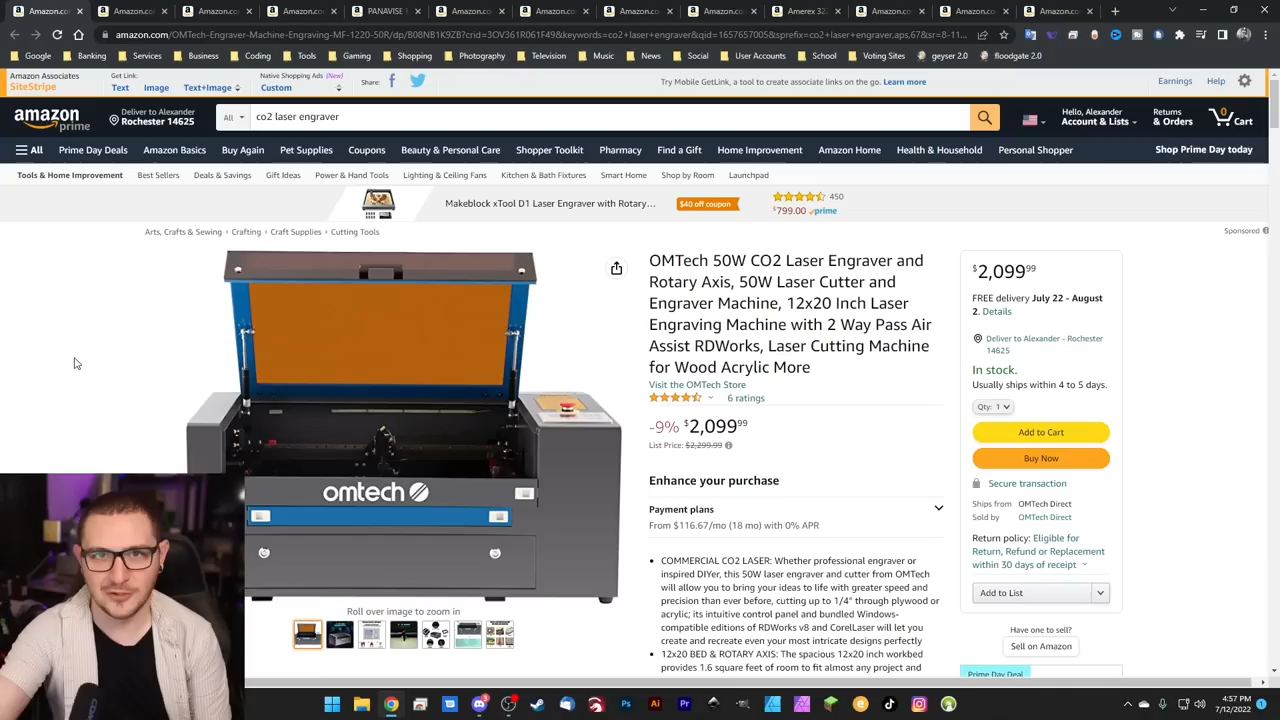 PANAVISE
Amerex 32
amazon.com/OMTech-Engraver-Machine-Engraving-MF-1220-50R/dp/B08NB1K9ZB?crid=3OV361R061F49&keywords=co2+laser+engraver&qid=1657657005&sprefix=co2+laser+engraver,aps,67&sr=8-11...
Google Banking Services Business Coding Tools Gaming Shopping Photography Television Music News Social User Accounts School Voting Sites geyser 2.0 floodgate 2.0
Amazon Associates Get Link: Native Shopping Ads (New) Share:
SiteStripe Text Image Text+Image Custom
Try Mobile GetLink, a tool to create associate links on the go. Learn more
Earnings Help
amazon prime
Deliver to Alexander
Rochester 14625
All co2 laser engraver
Hello, Alexander
Account & Lists
Returns
& Orders
0
Cart
All Prime Day Deals Amazon Basics Buy Again Pet Supplies Coupons Beauty & Personal Care Shopper Toolkit Pharmacy Find a Gift Home Improvement Amazon Home Health & Household Personal Shopper Shop Prime Day today
Tools & Home Improvement Best Sellers Deals & Savings Gift Ideas Power & Hand Tools Lighting & Ceiling Fans Kitchen & Bath Fixtures Smart Home Shop by Room Launchpad
Makeblock xTool D1 Laser Engraver with Rotary... $40 off coupon 450
$799.00 prime
Sponsored
Arts, Crafts & Sewing › Crafting › Craft Supplies › Cutting Tools
omtech
Roll over image to zoom in
OMTech 50W CO2 Laser Engraver and
Rotary Axis, 50W Laser Cutter and
Engraver Machine, 12x20 Inch Laser
Engraving Machine with 2 Way Pass Air
Assist RDWorks, Laser Cutting Machine
for Wood Acrylic More
Visit the OMTech Store
6 ratings
-9% $2,099 99
List Price: $2,299.99
Enhance your purchase
Payment plans
From $116.67/mo (18 mo) with 0% APR
• COMMERCIAL CO2 LASER: Whether professional engraver or
inspired DIYer, this 50W laser engraver and cutter from OMTech
will allow you to bring your ideas to life with greater speed and
precision than ever before, cutting up to 1/4" through plywood or
acrylic; its intuitive control panel and bundled Windows-
compatible editions of RDWorks v8 and CorelLaser will let you
create and recreate even your most intricate designs perfectly
• 12x20 BED & ROTARY AXIS: The spacious 12x20 inch workbed
provides 1.6 square feet of room to fit almost any project and
$2,099 99
FREE delivery July 22 - August
2. Details
Deliver to Alexander - Rochester
14625
In stock.
Usually ships within 4 to 5 days.
Qty: 1
Add to Cart
Buy Now
Secure transaction
Ships from OMTech Direct
Sold by OMTech Direct
Return policy: Eligible for
Return, Refund or Replacement
within 30 days of receipt
Add to List
Have one to sell?
Sell on Amazon
Prime Day Deal
4:57 PM
7/12/2022